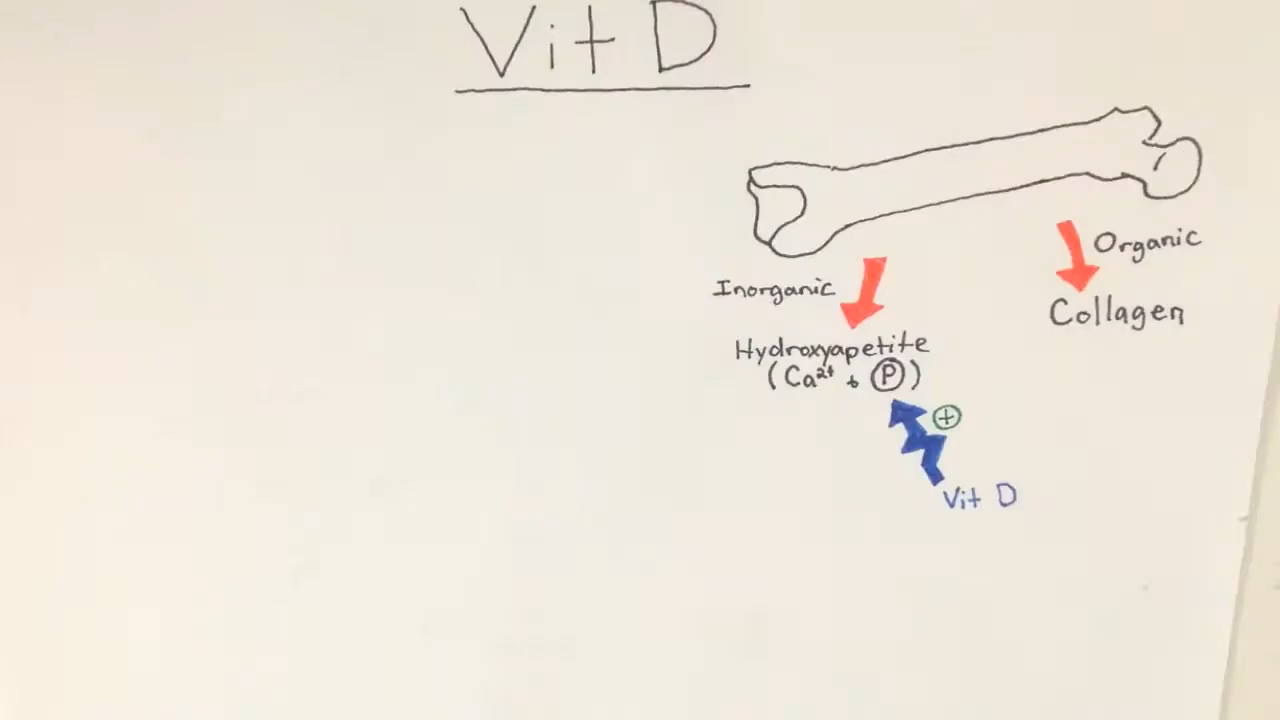 Vit D
Organic
Inorganic
Collagen
Hydroxyapetite
(Ca²⁺ + Ⓟ)
⊕
Vit D